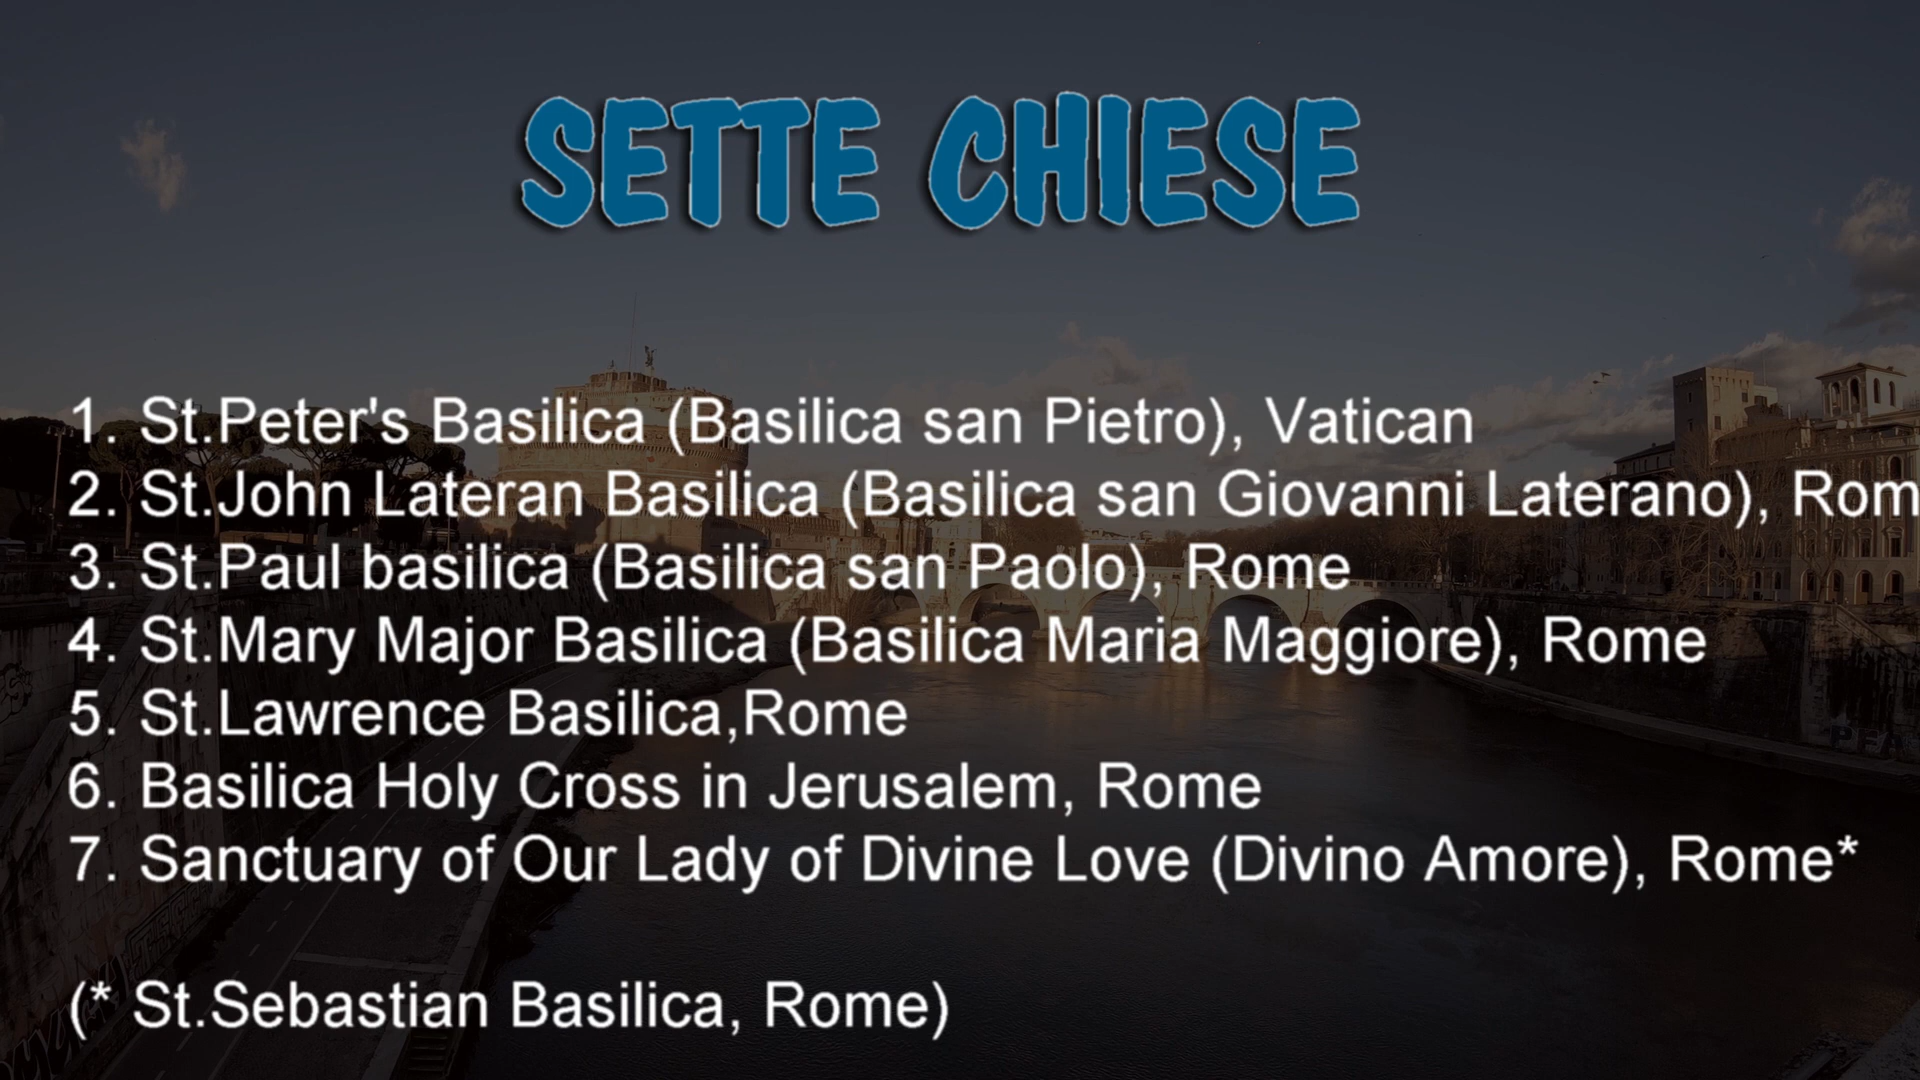 SETTE CHIESE
1. St.Peter's Basilica (Basilica san Pietro), Vatican
2. St.John Lateran Basilica (Basilica san Giovanni Laterano), Rom
3. St.Paul basilica (Basilica san Paolo), Rome
4. St.Mary Major Basilica (Basilica Maria Maggiore), Rome
5. St.Lawrence Basilica,Rome
6. Basilica Holy Cross in Jerusalem, Rome
7. Sanctuary of Our Lady of Divine Love (Divino Amore), Rome*
(* St.Sebastian Basilica, Rome)